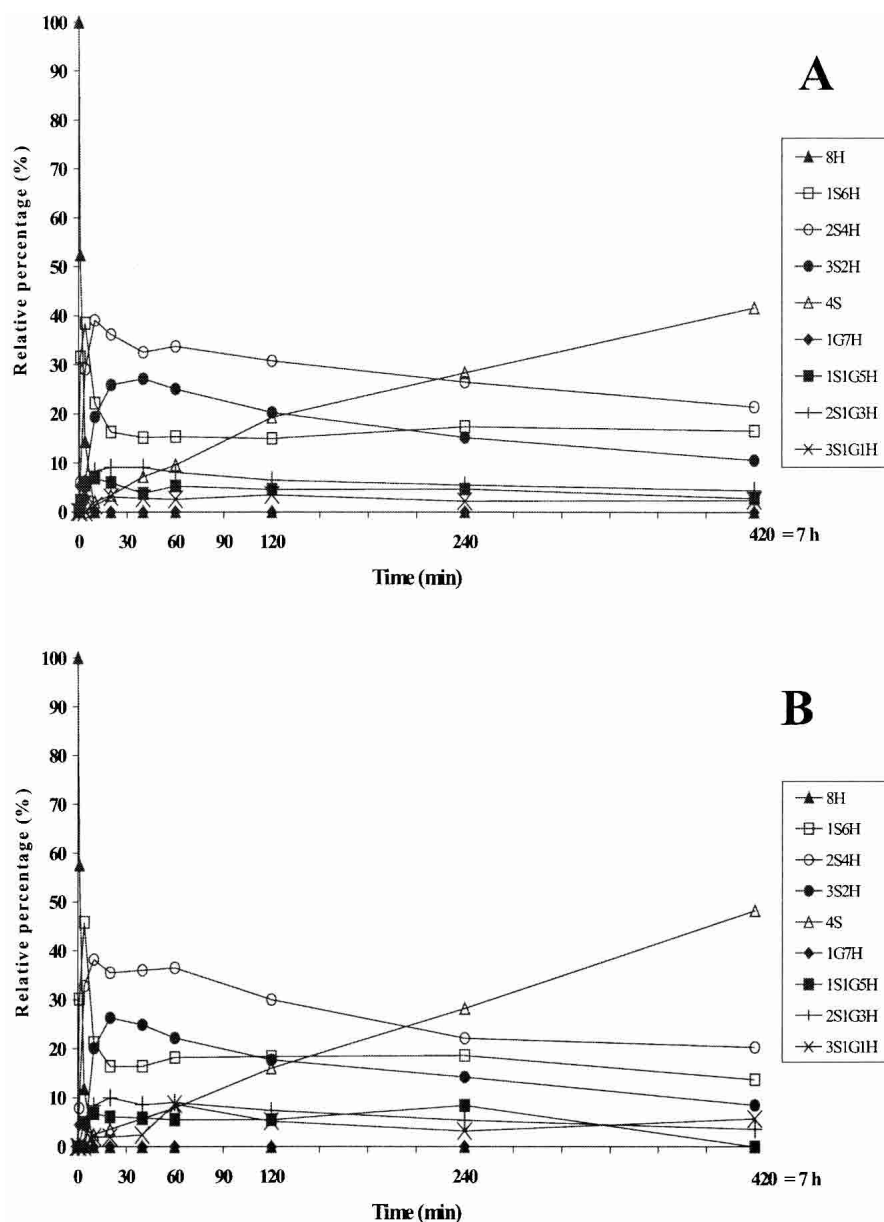 A
100
90
80
70
60
50
40
30
20
10
0
Relative percentage (%)
8H
1S6H
2S4H
3S2H
4S
1G7H
1S1G5H
2S1G3H
3S1G1H
0 30 60 90 120 240 420 = 7 h
Time (min)
B
100
90
80
70
60
50
40
30
20
10
0
Relative percentage (%)
8H
1S6H
2S4H
3S2H
4S
1G7H
1S1G5H
2S1G3H
3S1G1H
0 30 60 90 120 240 420 = 7 h
Time (min)